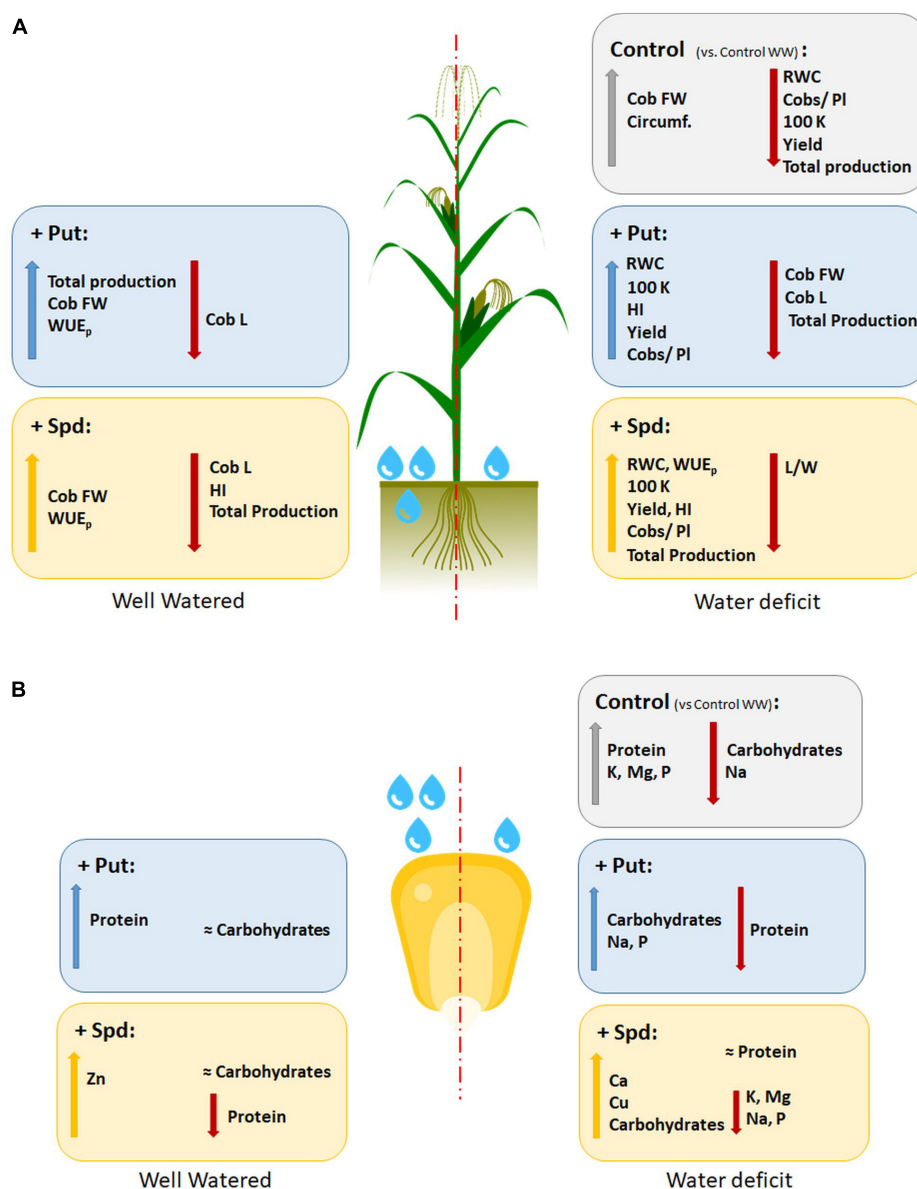 A
Control (vs. Control WW) :
Cob FW
Circumf.
RWC
Cobs/ Pl
100 K
Yield
Total production
+ Put:
Total production
Cob FW
WUEp
Cob L
+ Put:
RWC
100 K
HI
Yield
Cobs/ Pl
Cob FW
Cob L
Total Production
+ Spd:
Cob FW
WUEp
Cob L
HI
Total Production
+ Spd:
RWC, WUEp
100 K
Yield, HI
Cobs/ Pl
Total Production
L/W
Well Watered
Water deficit
B
Control (vs Control WW) :
Protein
K, Mg, P
Carbohydrates
Na
+ Put:
Protein
≈ Carbohydrates
+ Put:
Carbohydrates
Na, P
Protein
+ Spd:
Zn
≈ Carbohydrates
Protein
+ Spd:
Ca
Cu
Carbohydrates
≈ Protein
K, Mg
Na, P
Well Watered
Water deficit